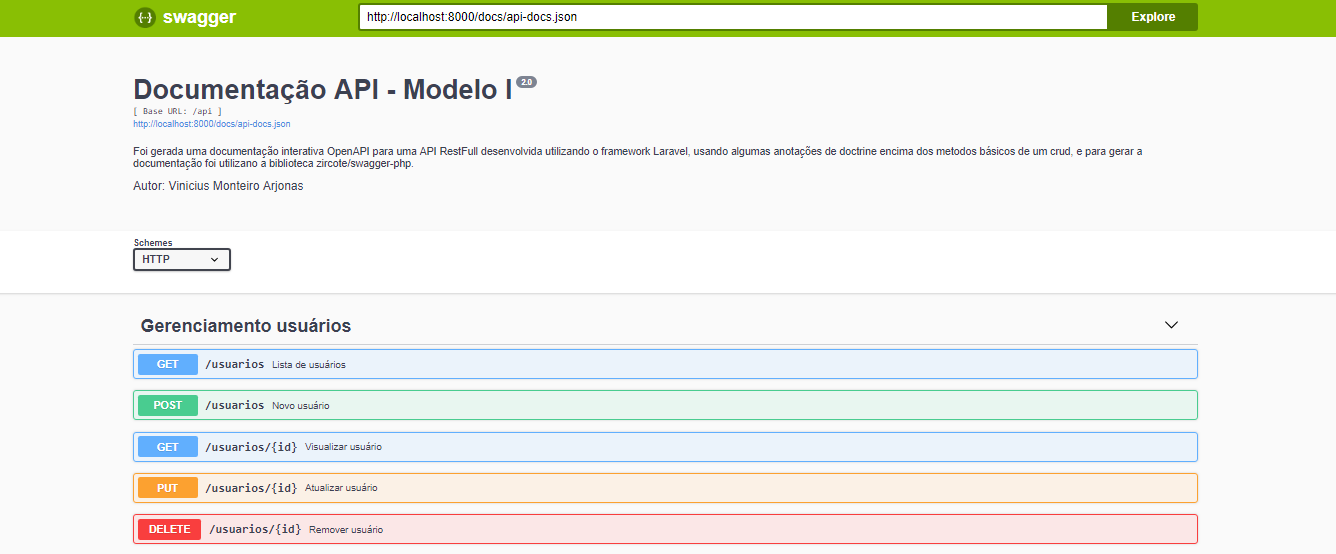 swagger
http://localhost:8000/docs/api-docs.json
Explore
Documentação API - Modelo I 2.0
[ Base URL: /api ]
http://localhost:8000/docs/api-docs.json
Foi gerada uma documentação interativa OpenAPI para uma API RestFull desenvolvida utilizando o framework Laravel, usando algumas anotações de doctrine encima dos metodos básicos de um crud, e para gerar a
documentação foi utilizano a biblioteca zircote/swagger-php.
Autor: Vinicius Monteiro Arjonas
Schemes
HTTP
Gerenciamento usuários
GET /usuarios Lista de usuários
POST /usuarios Novo usuário
GET /usuarios/{id} Visualizar usuário
PUT /usuarios/{id} Atualizar usuário
DELETE /usuarios/{id} Remover usuário